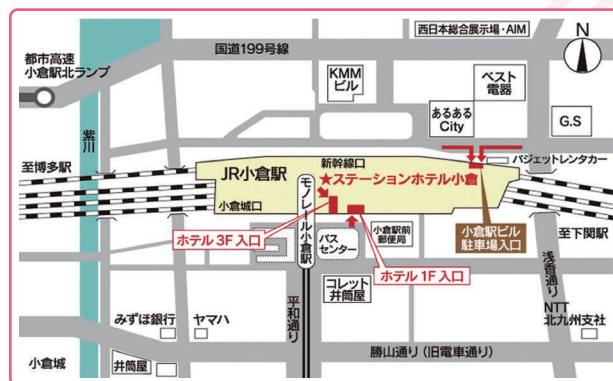 西日本総合展示場・AIM
国道199号線
N
都市高速
小倉駅北ランプ
KMM
ビル
ベスト
電器
あるある
City
G.S
紫川
新幹線口
バジェットレンタカー
至博多駅
JR小倉駅
★ステーションホテル小倉
小倉城口
モノレール小倉駅
小倉駅ビル
駐車場入口
至下関駅
ホテル3F入口
バス
センター
小倉駅前
郵便局
ホテル1F入口
浅香通り
コレット
井筒屋
平和通り
みずほ銀行
ヤマハ
NTT
北九州支社
小倉城
井筒屋
勝山通り(旧電車通り)